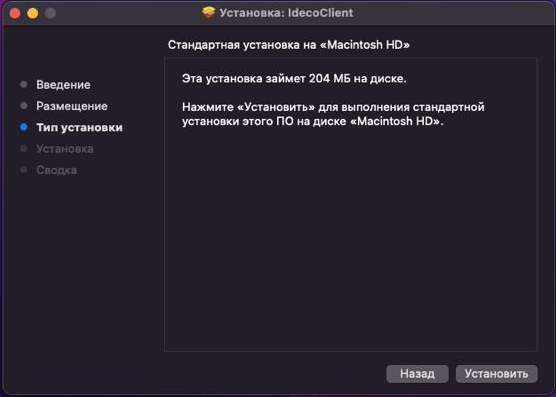 Установка: IdecoClient
Стандартная установка на «Macintosh HD»
Введение
Размещение
Тип установки
Установка
Сводка
Эта установка займет 204 МБ на диске.
Нажмите «Установить» для выполнения стандартной
установки этого ПО на диске «Macintosh HD».
Назад
Установить